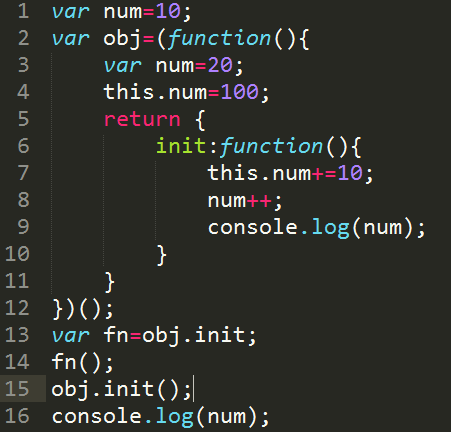 1 var num=10;
2 var obj=(function(){
3     var num=20;
4     this.num=100;
5     return {
6         init:function(){
7             this.num+=10;
8             num++;
9             console.log(num);
10         }
11     }
12 })();
13 var fn=obj.init;
14 fn();
15 obj.init();
16 console.log(num);